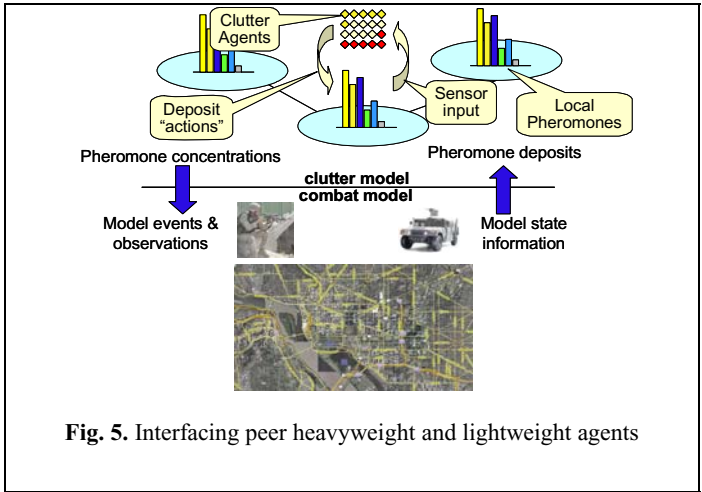 Clutter
Agents
Deposit
"actions"
Sensor
input
Local
Pheromones
Pheromone concentrations
Pheromone deposits
clutter model
combat model
Model events &
observations
Model state
information
Fig. 5. Interfacing peer heavyweight and lightweight agents